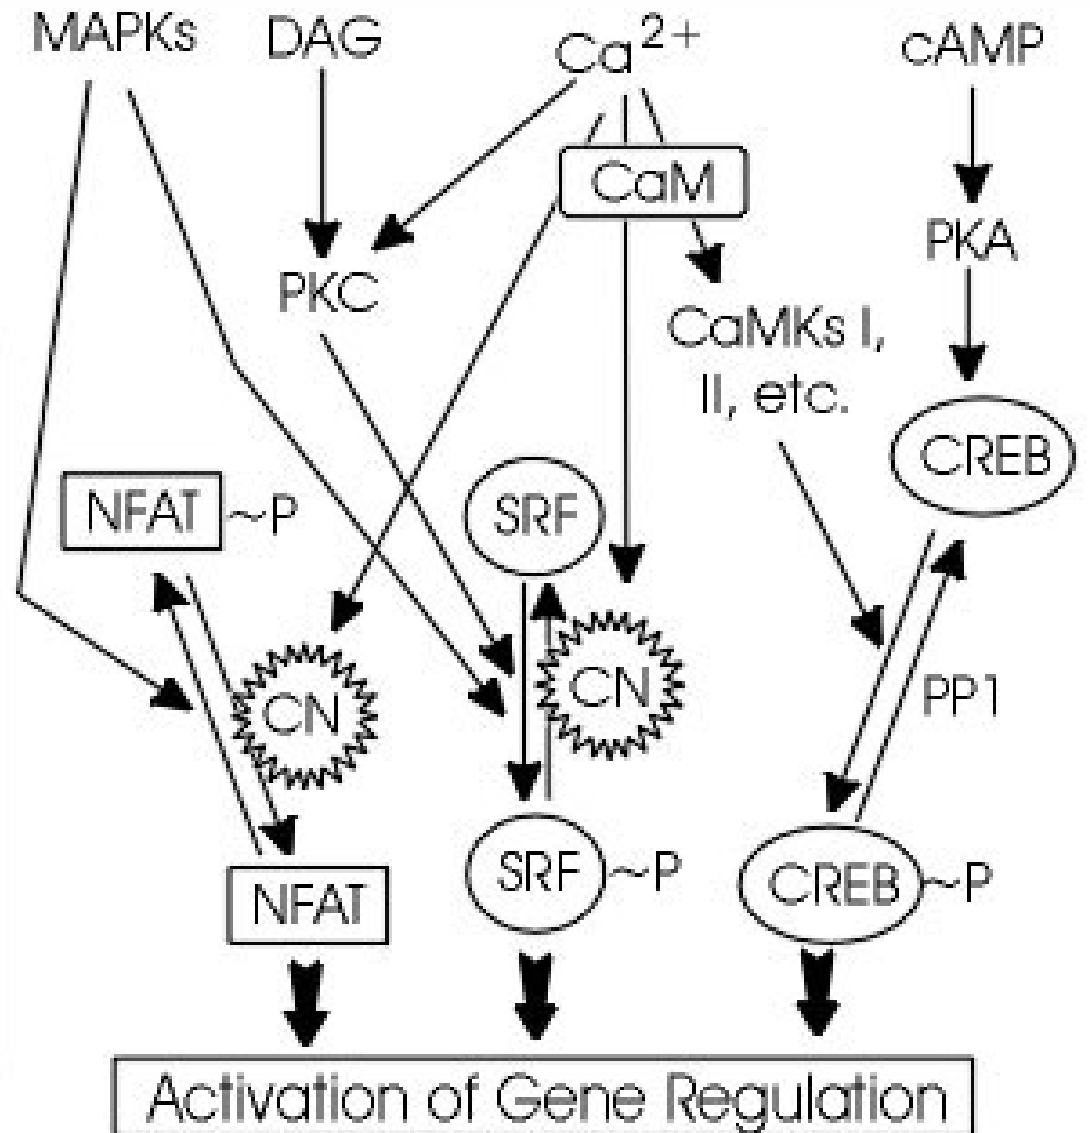 MAPKs
DAG
Ca2+
cAMP
CaM
PKA
PKC
CaMKs I,
II, etc.
CREB
NFAT ~P
SRF
CN
CN
PP1
SRF ~P
CREB ~P
NFAT
Activation of Gene Regulation